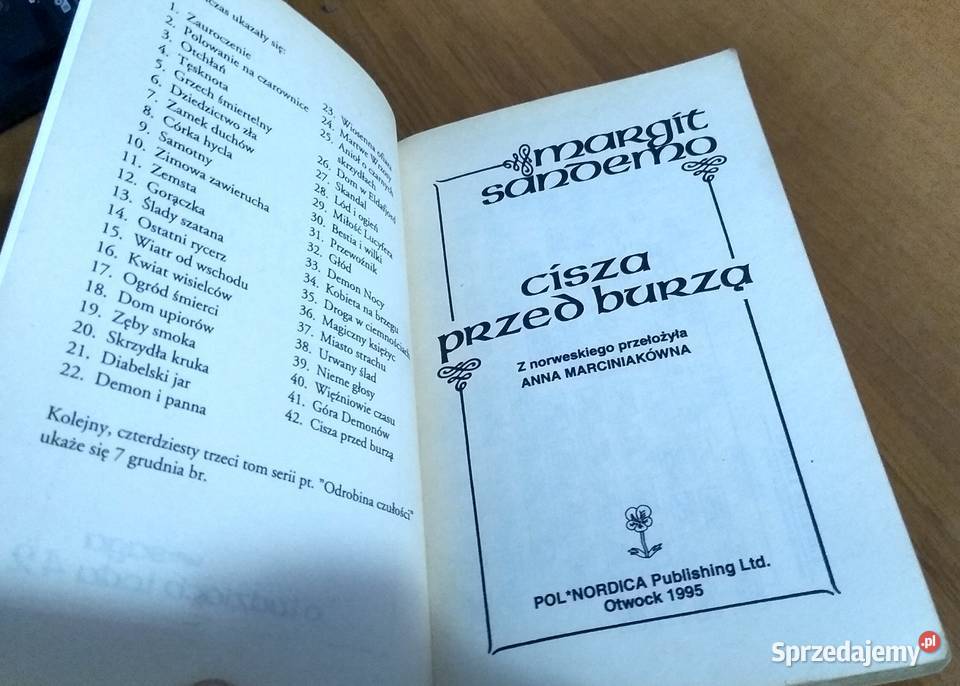 czas ukazały się:
1. Zauroczenie
2. Polowanie na czarownice
3. Otchłań
4. Tęsknota
5. Grzech śmiertelny
6. Dziedzictwo zła
7. Zamek duchów
8. Córka hycla
9. Samotny
10. Zimowa zawierucha
11. Zemsta
12. Gorączka
13. Ślady szatana
14. Ostatni rycerz
15. Wiatr od wschodu
16. Kwiat wisielców
17. Ogród śmierci
18. Dom upiorów
19. Zęby smoka
20. Skrzydła kruka
21. Diabelski jar
22. Demon i panna
23. Wiosenna ofiara
24. Martwe Wrzosy
25. Anioł o czarnych
skrzydłach
26. Dom w Eldafjord
27. Skandal
28. Lód i ogień
29. Miłość Lucyfera
30. Bestia i wilki
31. Przewoźnik
32. Głód
33. Demon Nocy
34. Kobieta na brzegu
35. Droga w ciemnościach
36. Magiczny księżyc
37. Miasto strachu
38. Urwany ślad
39. Nieme głosy
40. Więźniowie czasu
41. Góra Demonów
42. Cisza przed burzą
Kolejny, czterdziesty trzeci tom serii pt. "Odrobina czułości"
ukaże się 7 grudnia br.
margit
sandemo
cisza
przed burzą
Z norweskiego przełożyła
ANNA MARCINIAKÓWNA
POL*NORDICA Publishing Ltd.
Otwock 1995
Sprzedajemy.pl